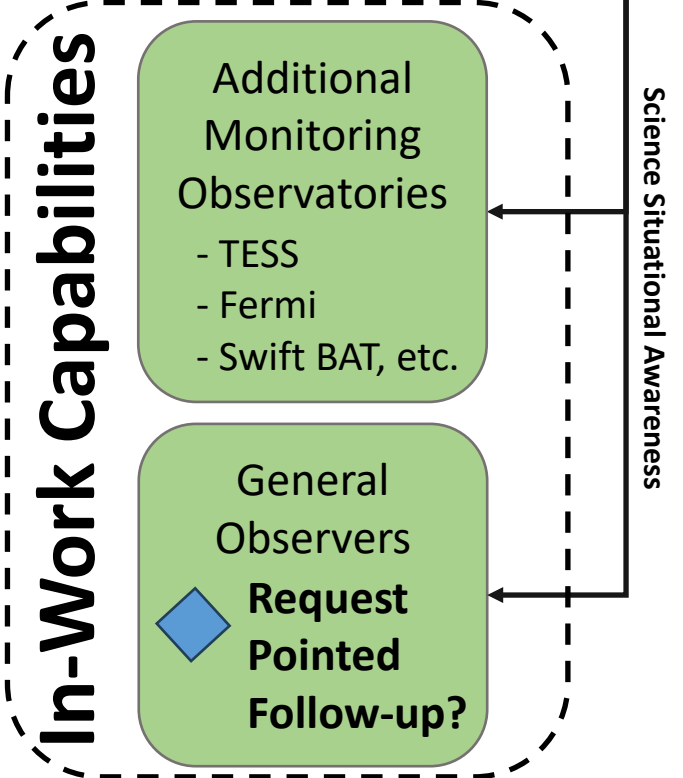 In-Work Capabilities
Additional
Monitoring
Observatories
- TESS
- Fermi
- Swift BAT, etc.
General
Observers
Request
Pointed
Follow-up?
Science Situational Awareness